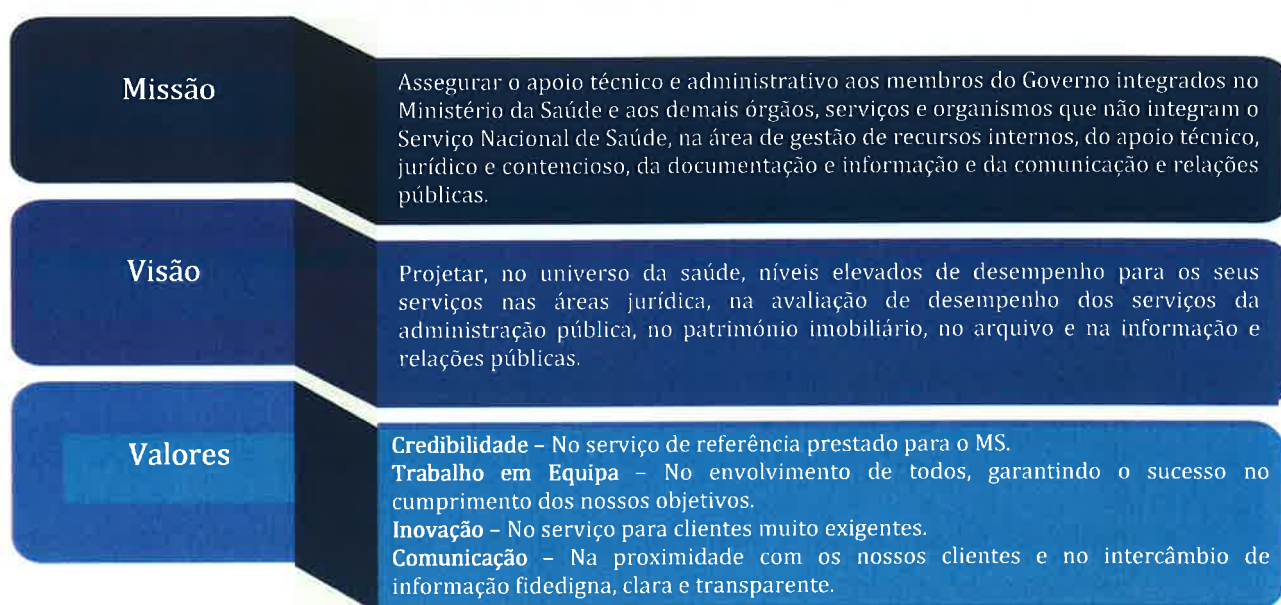 Missão
Assegurar o apoio técnico e administrativo aos membros do Governo integrados no
Ministério da Saúde e aos demais órgãos, serviços e organismos que não integram o
Serviço Nacional de Saúde, na área de gestão de recursos internos, do apoio técnico,
jurídico e contencioso, da documentação e informação e da comunicação e relações
públicas.
Visão
Projetar, no universo da saúde, níveis elevados de desempenho para os seus
serviços nas áreas jurídica, na avaliação de desempenho dos serviços da
administração pública, no património imobiliário, no arquivo e na informação e
relações públicas.
Valores
Credibilidade – No serviço de referência prestado para o MS.
Trabalho em Equipa – No envolvimento de todos, garantindo o sucesso no
cumprimento dos nossos objetivos.
Inovação – No serviço para clientes muito exigentes.
Comunicação – Na proximidade com os nossos clientes e no intercâmbio de
informação fidedigna, clara e transparente.